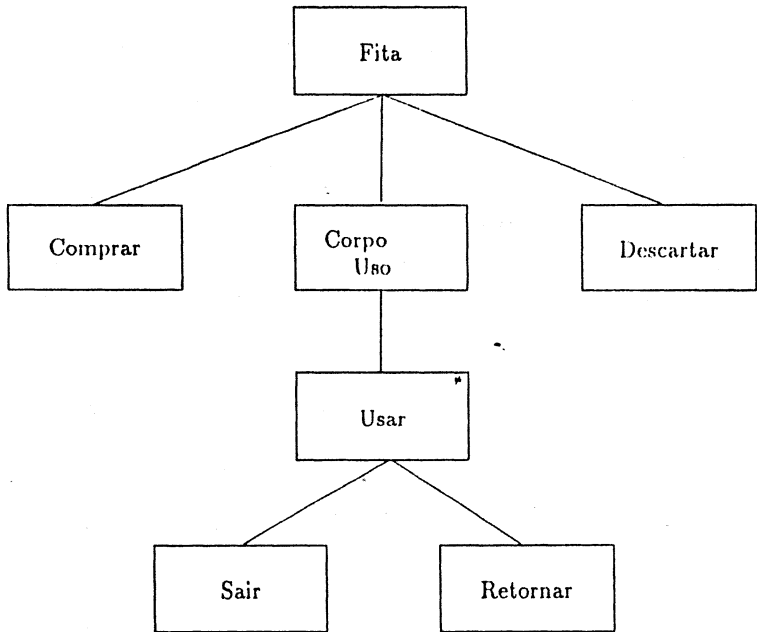 Fita
Comprar
Corpo
Uso
Descartar
*
Usar
Sair
Retornar